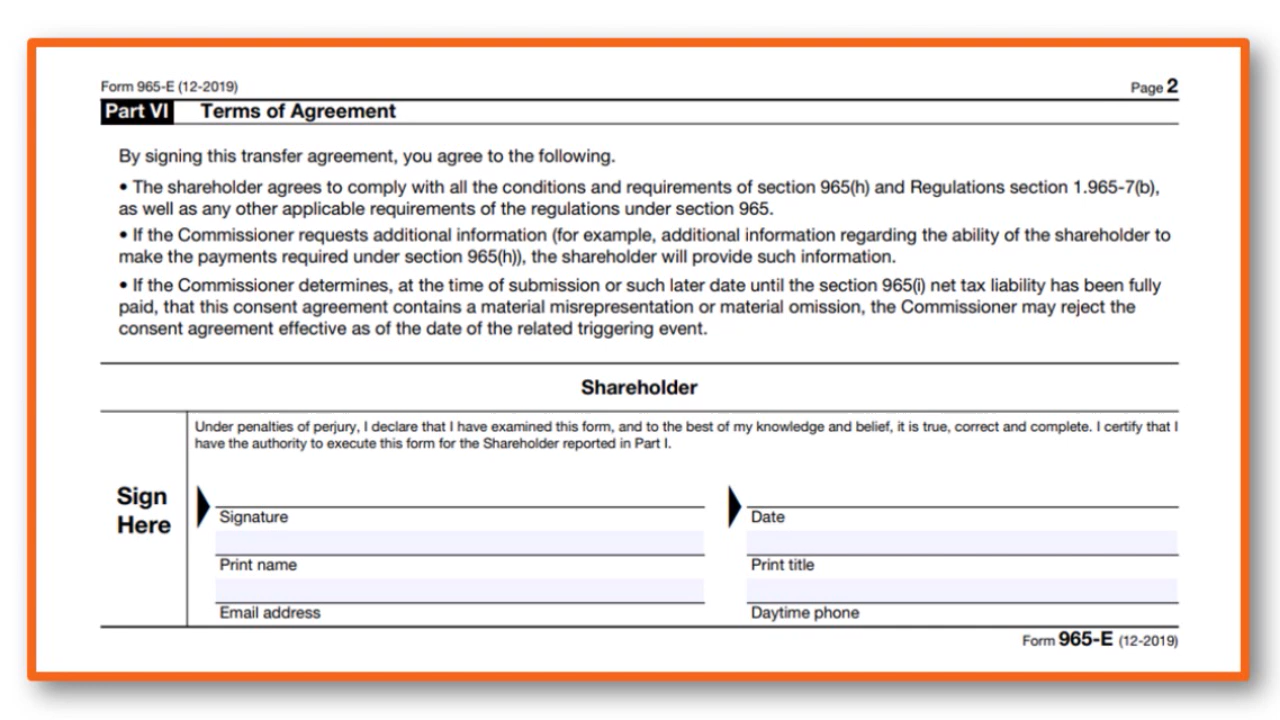 Form 965-E (12-2019) Page 2
Part VI Terms of Agreement
By signing this transfer agreement, you agree to the following.
• The shareholder agrees to comply with all the conditions and requirements of section 965(h) and Regulations section 1.965-7(b),
as well as any other applicable requirements of the regulations under section 965.
• If the Commissioner requests additional information (for example, additional information regarding the ability of the shareholder to
make the payments required under section 965(h)), the shareholder will provide such information.
• If the Commissioner determines, at the time of submission or such later date until the section 965(i) net tax liability has been fully
paid, that this consent agreement contains a material misrepresentation or material omission, the Commissioner may reject the
consent agreement effective as of the date of the related triggering event.
Shareholder
Under penalties of perjury, I declare that I have examined this form, and to the best of my knowledge and belief, it is true, correct and complete. I certify that I
have the authority to execute this form for the Shareholder reported in Part I.
Sign
Here
Signature Date
Print name Print title
Email address Daytime phone
Form 965-E (12-2019)